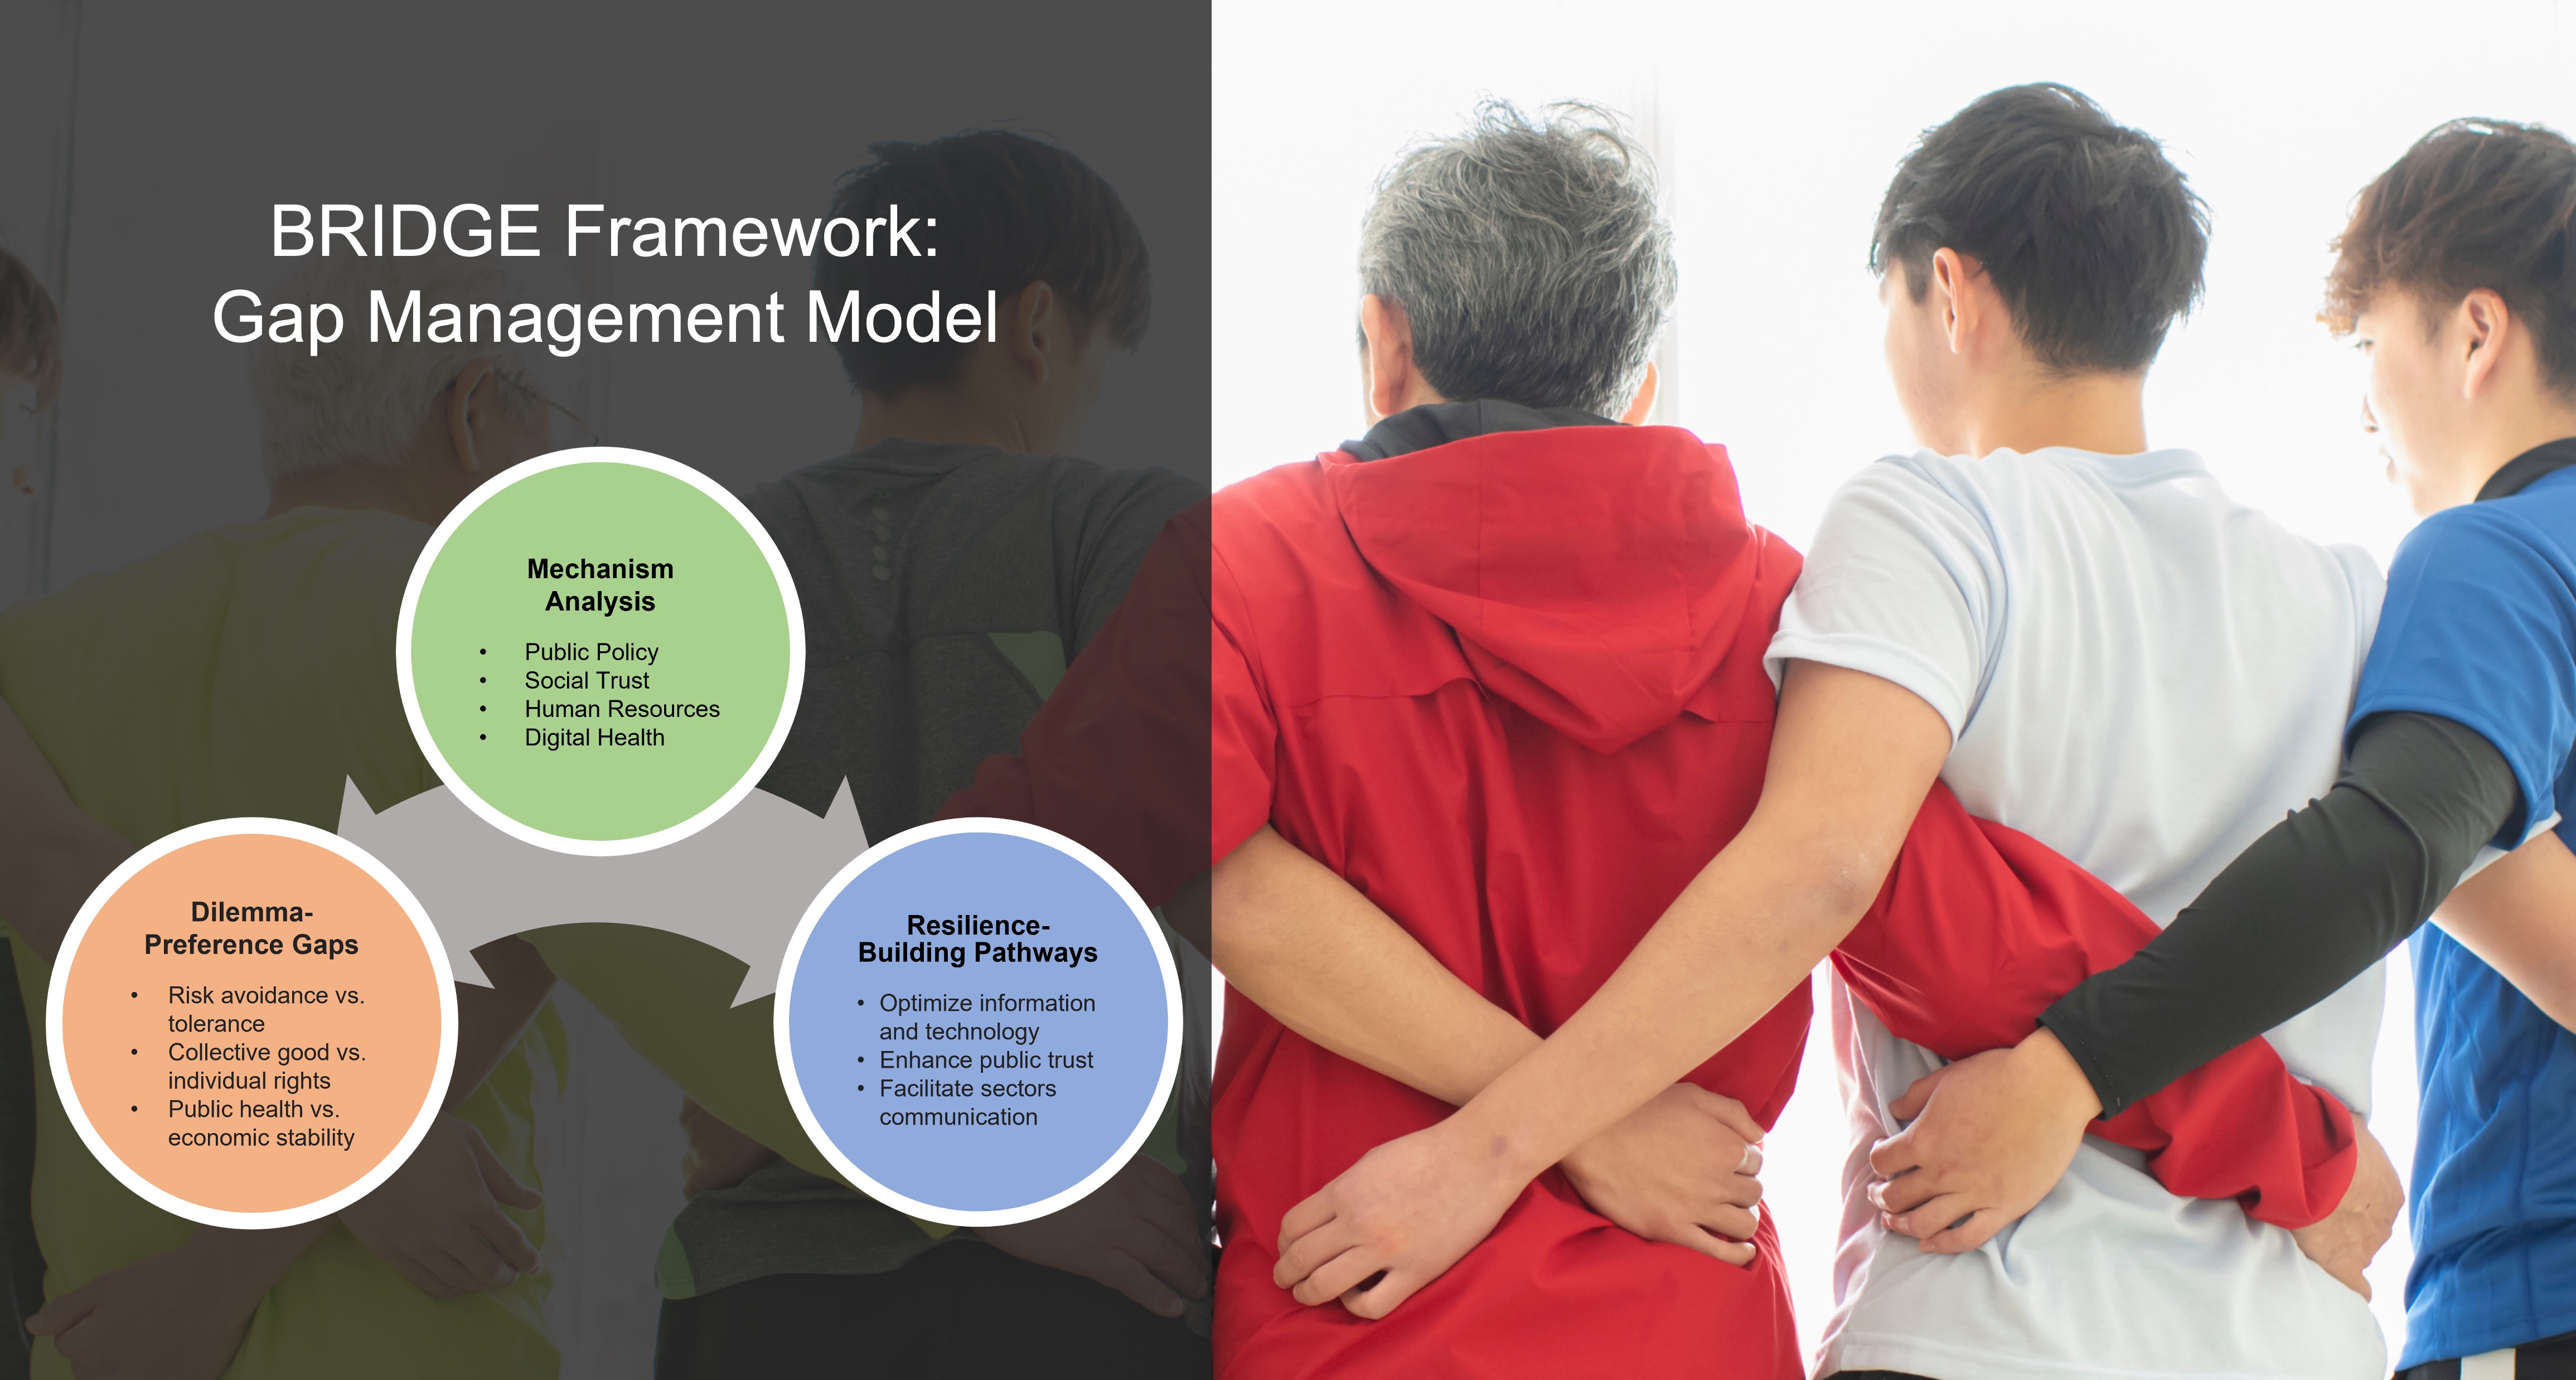 BRIDGE Framework:
Gap Management Model
Mechanism
Analysis
• Public Policy
• Social Trust
• Human Resources
• Digital Health
Dilemma-
Preference Gaps
• Risk avoidance vs.
tolerance
• Collective good vs.
individual rights
• Public health vs.
economic stability
Resilience-
Building Pathways
• Optimize information
and technology
• Enhance public trust
• Facilitate sectors
communication